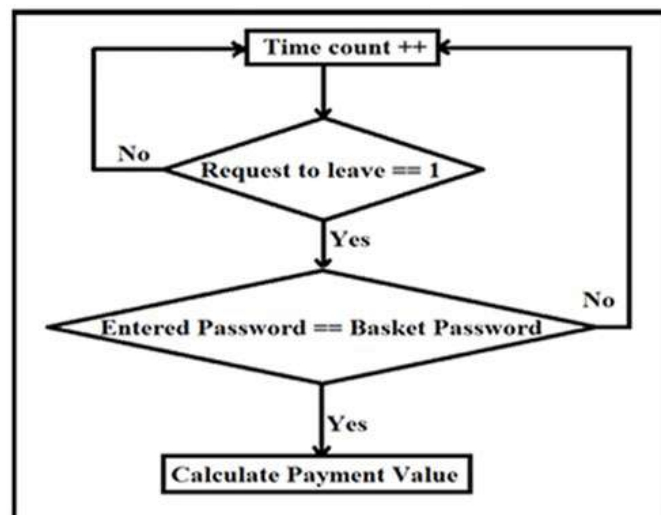 Time count ++
No
Request to leave == 1
Yes
No
Entered Password == Basket Password
Yes
Calculate Payment Value